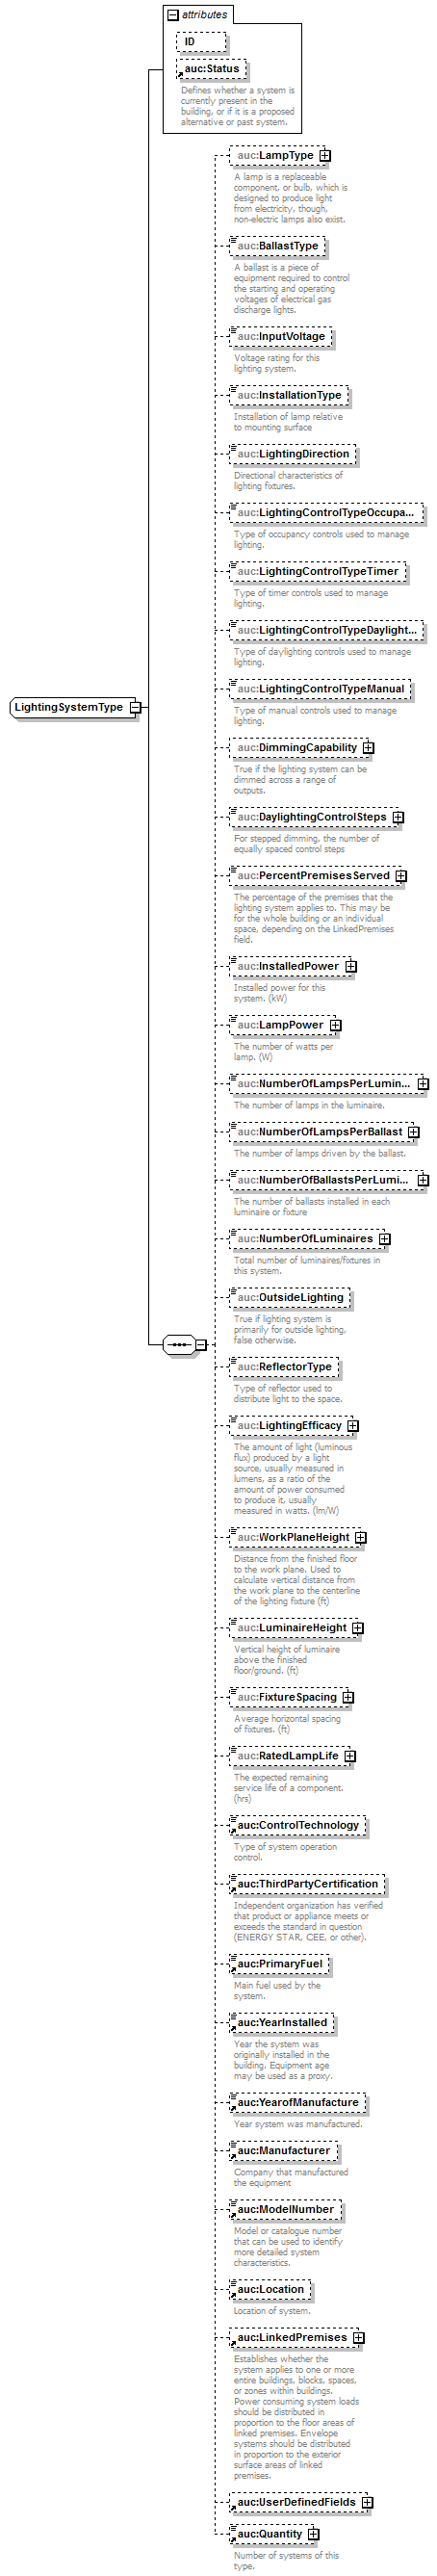 attributes
ID
auc:Status
Defines whether a system is
currently present in the
building, or if it is a proposed
alternative or past system.
auc:LampType
A lamp is a replaceable
component, or bulb, which is
designed to produce light
from electricity, though,
non-electric lamps also exist.
auc:BallastType
A ballast is a piece of
equipment required to control
the starting and operating
voltages of electrical gas
discharge lights.
auc:InputVoltage
Voltage rating for this
lighting system.
auc:InstallationType
Installation of lamp relative
to mounting surface
auc:LightingDirection
Directional characteristics of
lighting fixtures.
auc:LightingControlTypeOccupa...
Type of occupancy controls used to manage
lighting.
auc:LightingControlTypeTimer
Type of timer controls used to manage
lighting.
auc:LightingControlTypeDaylight...
Type of daylighting controls used to manage
lighting.
auc:LightingControlTypeManual
Type of manual controls used to manage
lighting.
LightingSystemType
auc:DimmingCapability
True if the lighting system can be
dimmed across a range of
outputs.
auc:DaylightingControlSteps
For stepped dimming, the number of
equally spaced control steps
auc:PercentPremisesServed
The percentage of the premises that the
lighting system applies to. This may be
for the whole building or an individual
space, depending on the LinkedPremises
field.
auc:InstalledPower
Installed power for this
system. (kW)
auc:LampPower
The number of watts per
lamp. (W)
auc:NumberOfLampsPerLumin...
The number of lamps in the luminaire.
auc:NumberOfLampsPerBallast
The number of lamps driven by the ballast.
auc:NumberOfBallastsPerLumi...
The number of ballasts installed in each
luminaire or fixture
auc:NumberOfLuminaires
Total number of luminaires/fixtures in
this system.
auc:OutsideLighting
True if lighting system is
primarily for outside lighting,
false otherwise.
auc:ReflectorType
Type of reflector used to
distribute light to the space.
auc:LightingEfficacy
The amount of light (luminous
flux) produced by a light
source, usually measured in
lumens, as a ratio of the
amount of power consumed
to produce it, usually
measured in watts. (lm/W)
auc:WorkPlaneHeight
Distance from the finished floor
to the work plane. Used to
calculate vertical distance from
the work plane to the centerline
of the lighting fixture (ft)
auc:LuminaireHeight
Vertical height of luminaire
above the finished
floor/ground. (ft)
auc:FixtureSpacing
Average horizontal spacing
of fixtures. (ft)
auc:RatedLampLife
The expected remaining
service life of a component.
(hrs)
auc:ControlTechnology
Type of system operation
control.
auc:ThirdPartyCertification
Independent organization has verified
that product or appliance meets or
exceeds the standard in question
(ENERGY STAR, CEE, or other).
auc:PrimaryFuel
Main fuel used by the
system.
auc:YearInstalled
Year the system was
originally installed in the
building. Equipment age
may be used as a proxy.
auc:YearofManufacture
Year system was manufactured.
auc:Manufacturer
Company that manufactured
the equipment
auc:ModelNumber
Model or catalogue number
that can be used to identify
more detailed system
characteristics.
auc:Location
Location of system.
auc:LinkedPremises
Establishes whether the
system applies to one or more
entire buildings, blocks, spaces,
or zones within buildings.
Power consuming system loads
should be distributed in
proportion to the floor areas of
linked premises. Envelope
systems should be distributed
in proportion to the exterior
surface areas of linked
premises.
auc:UserDefinedFields
auc:Quantity
Number of systems of this
type.